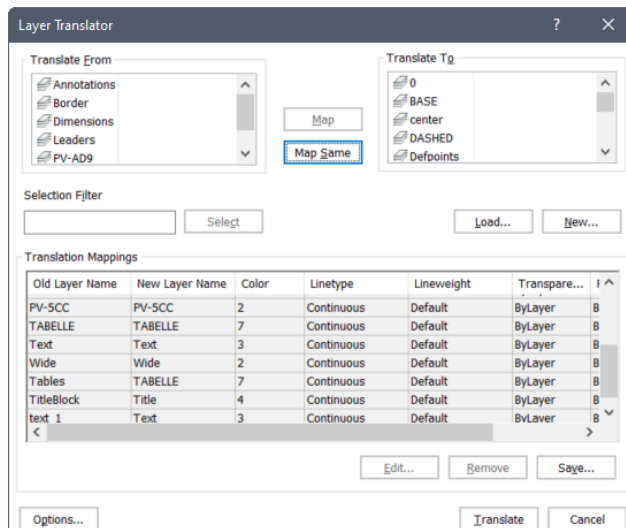 Layer Translator ? ×
Translate From
Annotations
Border
Dimensions
Leaders
PV-AD9
Map
Map Same
Translate To
0
BASE
center
DASHED
Defpoints
Selection Filter
Select
Load...
New...
Translation Mappings
Old Layer Name New Layer Name Color Linetype Lineweight Transpare...
PV-5CC PV-5CC 2 Continuous Default ByLayer B
TABELLE TABELLE 7 Continuous Default ByLayer B
Text Text 3 Continuous Default ByLayer B
Wide Wide 2 Continuous Default ByLayer B
Tables TABELLE 7 Continuous Default ByLayer B
TitleBlock Title 4 Continuous Default ByLayer B
text 1 Text 3 Continuous Default ByLayer B
Edit... Remove Save...
Options... Translate Cancel